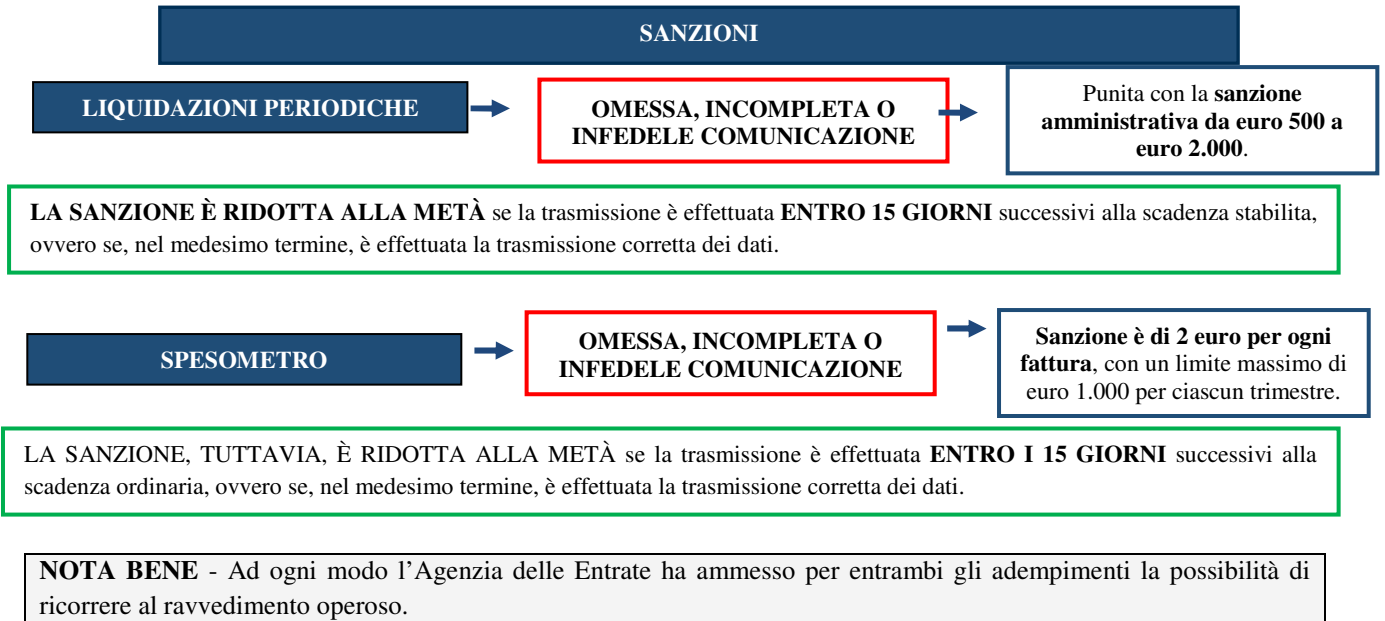 SANZIONI
LIQUIDAZIONI PERIODICHE
OMESSA, INCOMPLETA O
INFEDELE COMUNICAZIONE
Punita con la sanzione
amministrativa da euro 500 a
euro 2.000.
LA SANZIONE È RIDOTTA ALLA METÀ se la trasmissione è effettuata ENTRO 15 GIORNI successivi alla scadenza stabilita,
ovvero se, nel medesimo termine, è effettuata la trasmissione corretta dei dati.
SPESOMETRO
OMESSA, INCOMPLETA O
INFEDELE COMUNICAZIONE
Sanzione è di 2 euro per ogni
fattura, con un limite massimo di
euro 1.000 per ciascun trimestre.
LA SANZIONE, TUTTAVIA, È RIDOTTA ALLA METÀ se la trasmissione è effettuata ENTRO I 15 GIORNI successivi alla
scadenza ordinaria, ovvero se, nel medesimo termine, è effettuata la trasmissione corretta dei dati.
NOTA BENE - Ad ogni modo l’Agenzia delle Entrate ha ammesso per entrambi gli adempimenti la possibilità di
ricorrere al ravvedimento operoso.